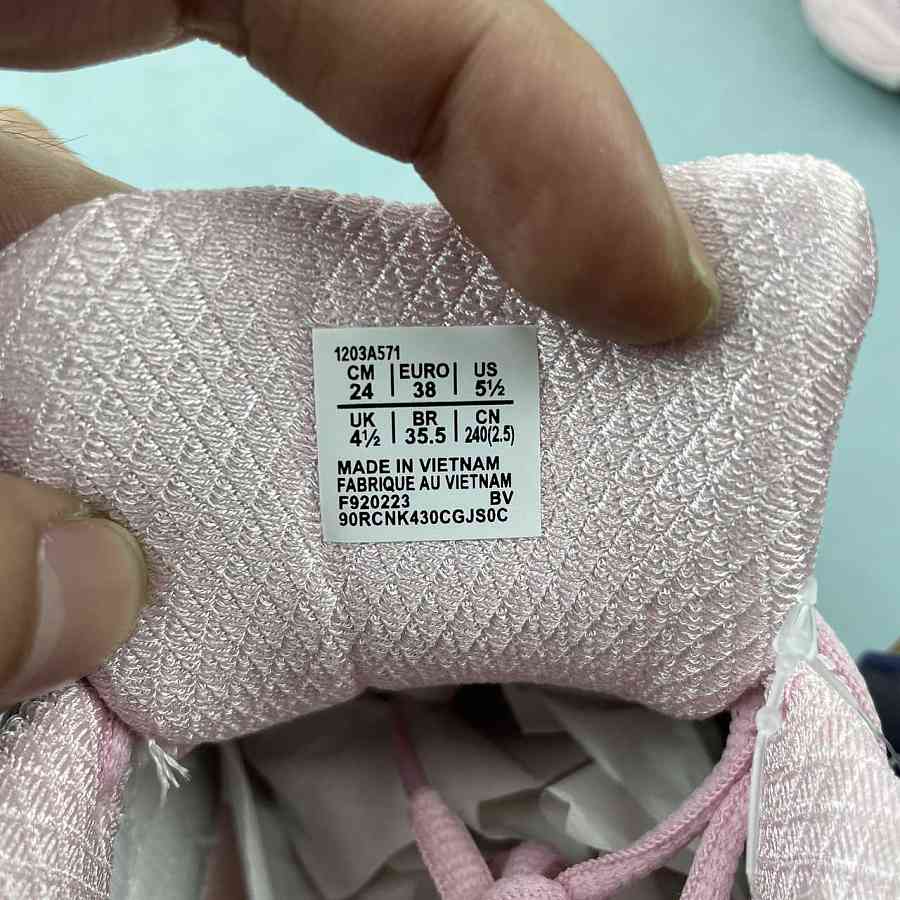 1203A571
CM | EURO | US
24 | 38 | 5½
UK | BR | CN
4½ | 35.5 | 240(2.5)
MADE IN VIETNAM
FABRIQUE AU VIETNAM
F920223 BV
90RCNK430CGJS0C